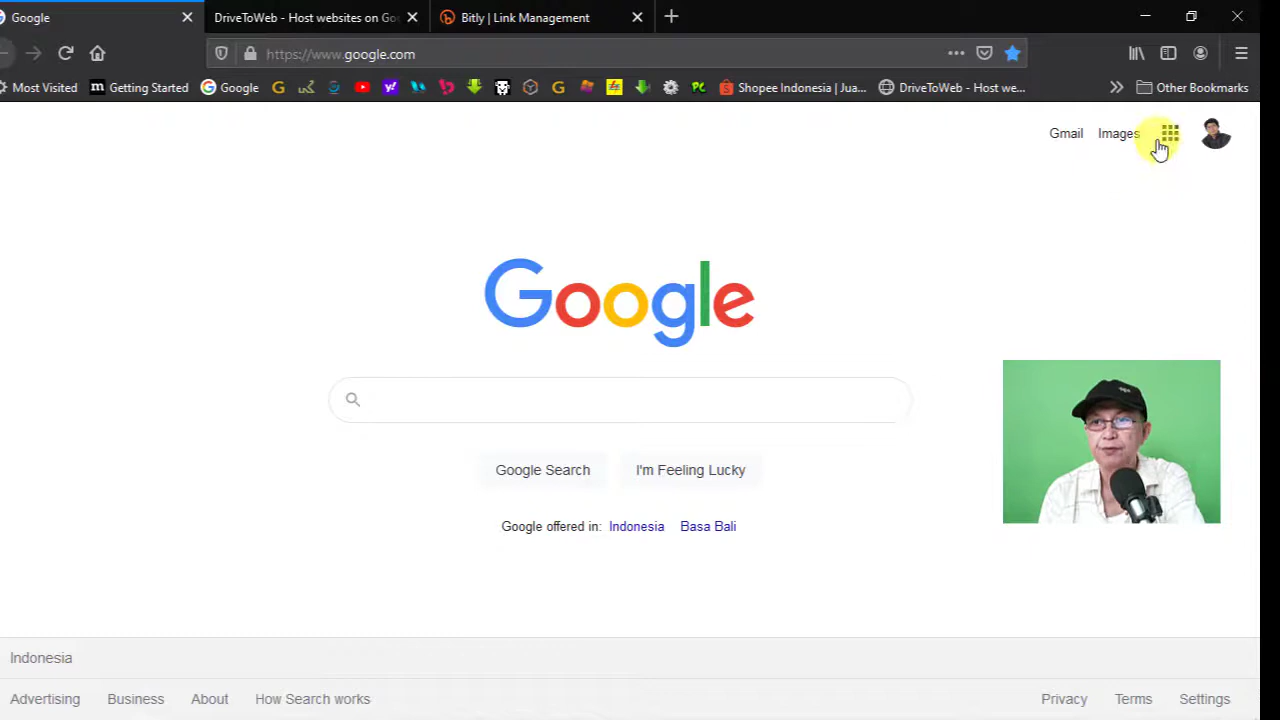 Google
DriveToWeb - Host websites on Goo
Bitly | Link Management
https://www.google.com
Most Visited
Getting Started
Google
Shopee Indonesia | Jua...
DriveToWeb - Host we...
Other Bookmarks
Gmail
Images
Google
Google Search
I'm Feeling Lucky
Google offered in: Indonesia Basa Bali
Indonesia
Advertising
Business
About
How Search works
Privacy
Terms
Settings